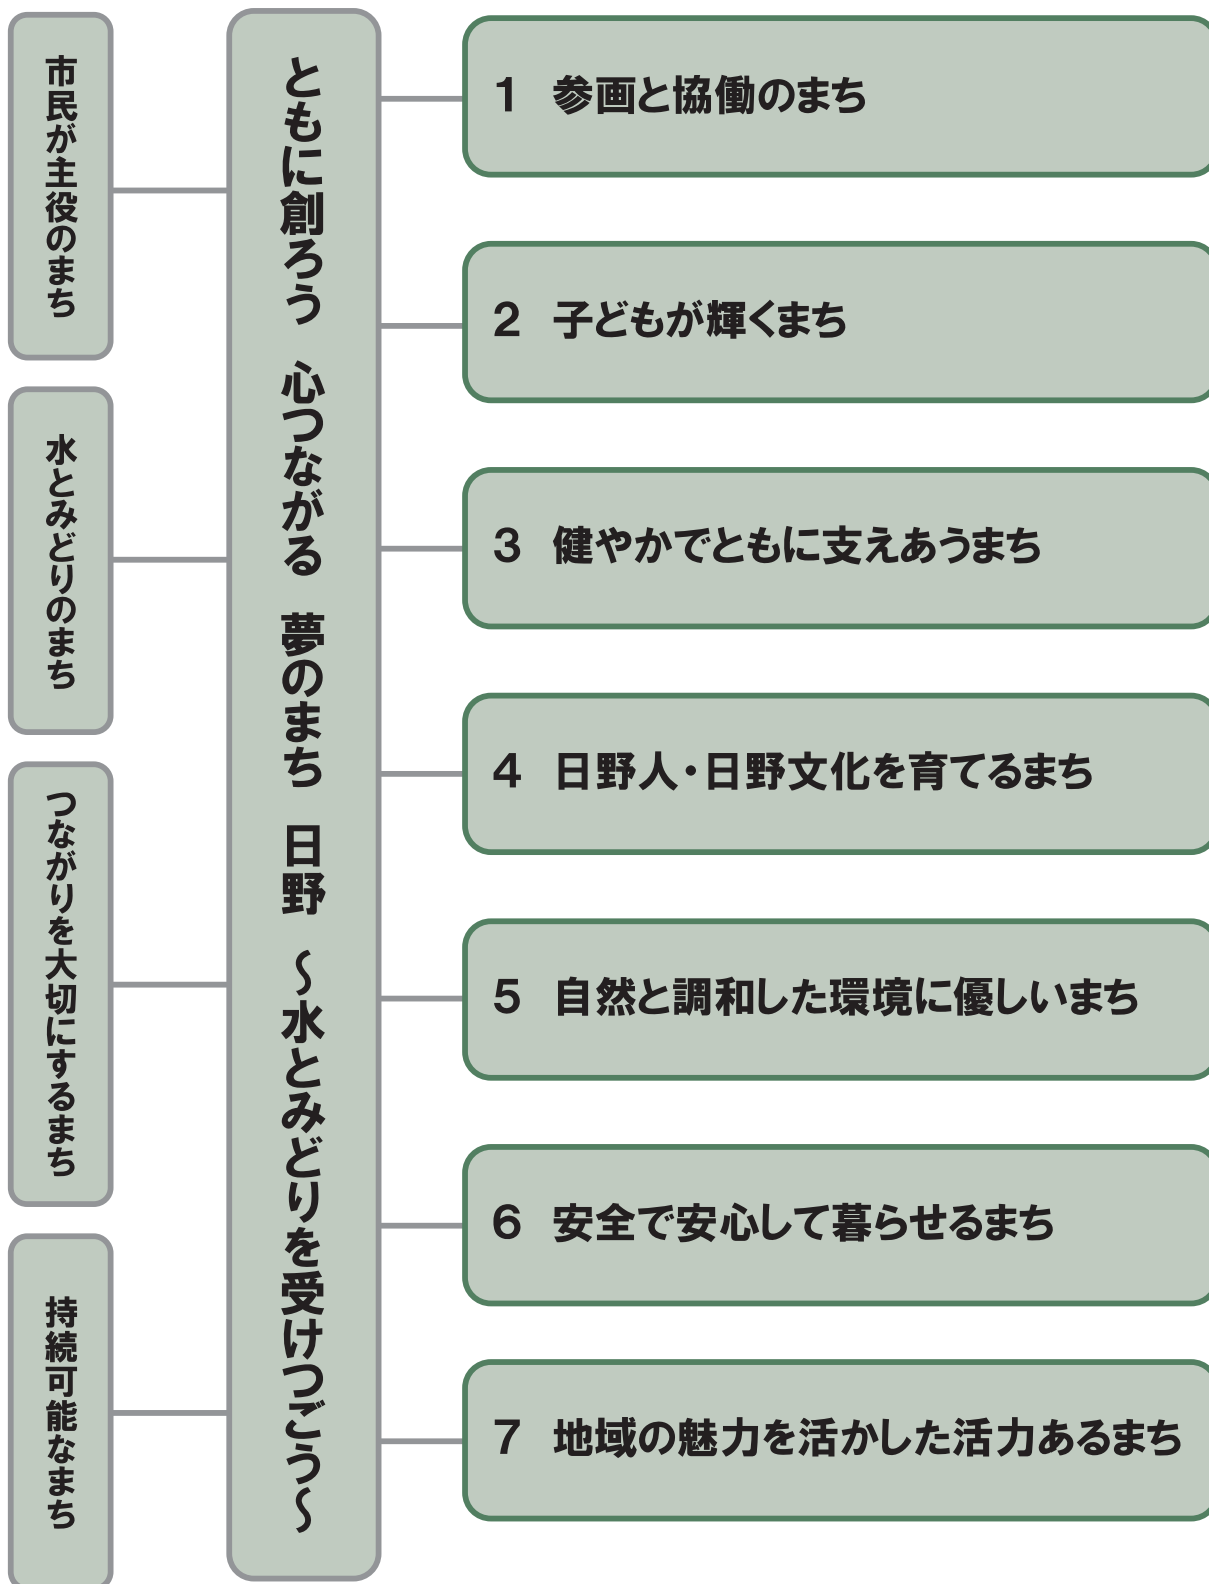 市民が主役のまち
水とみどりのまち
つながりを大切にするまち
持続可能なまち
ともに創ろう　心つながる　夢のまち　日野　～水とみどりを受けつごう～
1　参画と協働のまち
2　子どもが輝くまち
3　健やかでともに支えあうまち
4　日野人・日野文化を育てるまち
5　自然と調和した環境に優しいまち
6　安全で安心して暮らせるまち
7　地域の魅力を活かした活力あるまち